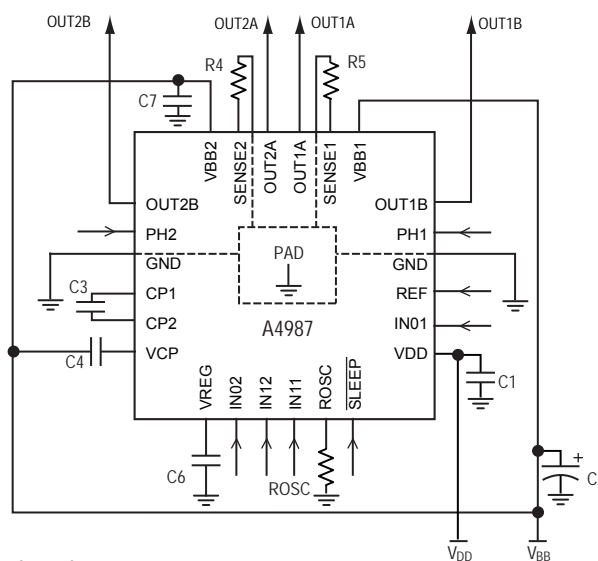 OUT2B
OUT2A
OUT1A
OUT1B
R4
R5
C7
VBB2
SENSE2
OUT2A
OUT1A
SENSE1
VBB1
OUT2B
OUT1B
PH2
PAD
PH1
GND
GND
C3
CP1
REF
CP2
A4987
IN01
C4
VCP
VDD
C1
VREG
IN02
IN12
IN11
ROSC
SLEEP
C6
ROSC
+
C
VDD
VBB